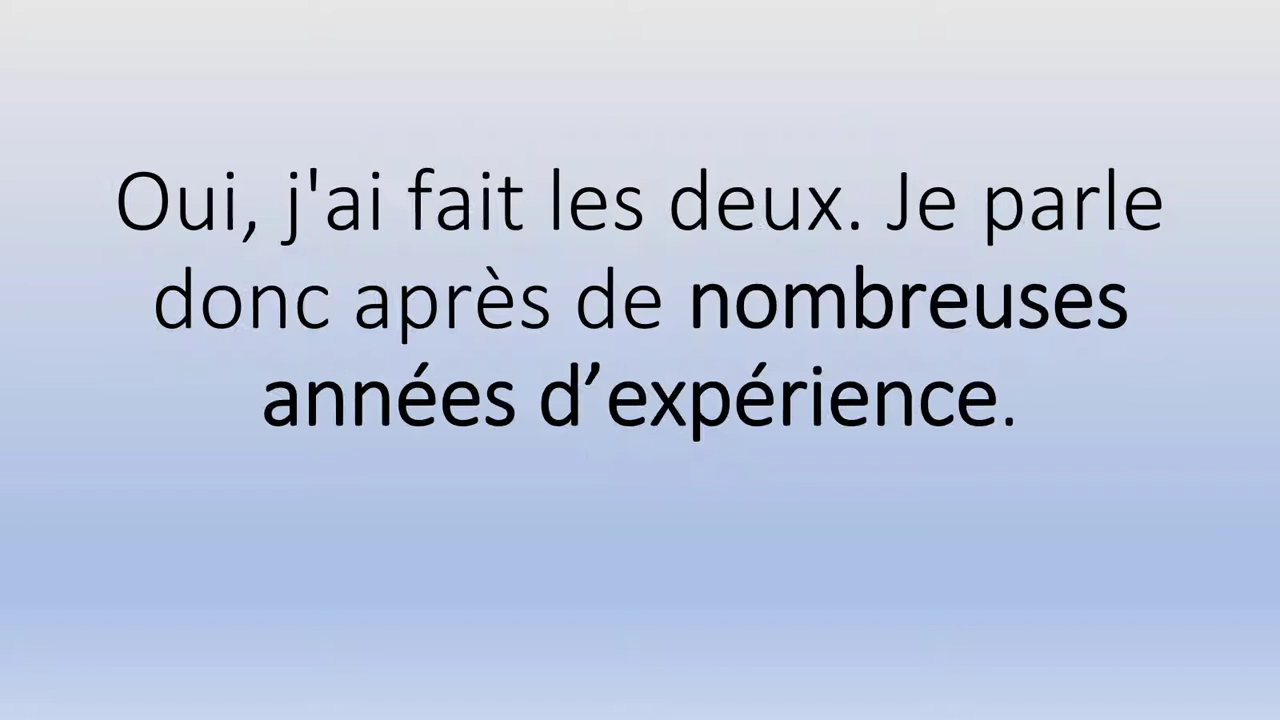 Oui, j'ai fait les deux. Je parle
donc après de nombreuses
années d’expérience.